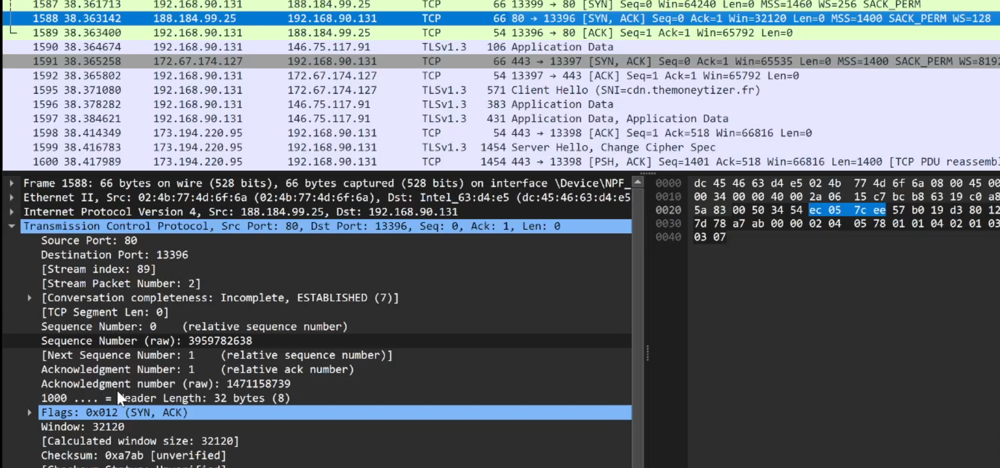 1587 38.361713 192.168.90.131 188.184.99.25 TCP 66 13399 → 80 [SYN] Seq=0 Win=64240 Len=0 MSS=1460 WS=256 SACK_PERM
1588 38.363142 188.184.99.25 192.168.90.131 TCP 66 80 → 13396 [SYN, ACK] Seq=0 Ack=1 Win=32120 Len=0 MSS=1400 SACK_PERM WS=128
1589 38.363400 192.168.90.131 188.184.99.25 TCP 54 13396 → 80 [ACK] Seq=1 Ack=1 Win=65792 Len=0
1590 38.364674 192.168.90.131 146.75.117.91 TLSv1.3 106 Application Data
1591 38.365258 172.67.174.127 192.168.90.131 TCP 66 443 → 13397 [SYN, ACK] Seq=0 Ack=1 Win=65535 Len=0 MSS=1400 SACK_PERM WS=8192
1592 38.365802 192.168.90.131 172.67.174.127 TCP 54 13397 → 443 [ACK] Seq=1 Ack=1 Win=65792 Len=0
1595 38.371080 192.168.90.131 172.67.174.127 TLSv1.3 571 Client Hello (SNI=cdn.themoneytizer.fr)
1596 38.378282 192.168.90.131 146.75.117.91 TLSv1.3 383 Application Data
1597 38.384621 192.168.90.131 146.75.117.91 TLSv1.3 431 Application Data, Application Data
1598 38.414349 173.194.220.95 192.168.90.131 TCP 54 443 → 13398 [ACK] Seq=1 Ack=518 Win=66816 Len=0
1599 38.416783 173.194.220.95 192.168.90.131 TLSv1.3 1454 Server Hello, Change Cipher Spec
1600 38.417989 173.194.220.95 192.168.90.131 TCP 1454 443 → 13398 [PSH, ACK] Seq=1401 Ack=518 Win=66816 Len=1400 [TCP PDU reassembl
Frame 1588: 66 bytes on wire (528 bits), 66 bytes captured (528 bits) on interface \Device\NPF_
Ethernet II, Src: 02:4b:77:4d:6f:6a (02:4b:77:4d:6f:6a), Dst: Intel_63:d4:e5 (dc:45:46:63:d4:e5
Internet Protocol Version 4, Src: 188.184.99.25, Dst: 192.168.90.131
Transmission Control Protocol, Src Port: 80, Dst Port: 13396, Seq: 0, Ack: 1, Len: 0
Source Port: 80
Destination Port: 13396
[Stream index: 89]
[Stream Packet Number: 2]
[Conversation completeness: Incomplete, ESTABLISHED (7)]
[TCP Segment Len: 0]
Sequence Number: 0 (relative sequence number)
Sequence Number (raw): 3959782638
[Next Sequence Number: 1 (relative sequence number)]
Acknowledgment Number: 1 (relative ack number)
Acknowledgment number (raw): 1471158739
1000 .... = Header Length: 32 bytes (8)
Flags: 0x012 (SYN, ACK)
Window: 32120
[Calculated window size: 32120]
Checksum: 0xa7ab [unverified]
0000 dc 45 46 63 d4 e5 02 4b 77 4d 6f 6a 08 00 45 00
0010 00 34 00 00 40 00 2a 06 15 c7 bc b8 63 19 c0 a8
0020 5a 83 00 50 34 54 ec 05 7c ee 57 b0 19 d3 80 12
0030 7d 78 a7 ab 00 00 02 04 05 78 01 01 04 02 01 03
0040 03 07